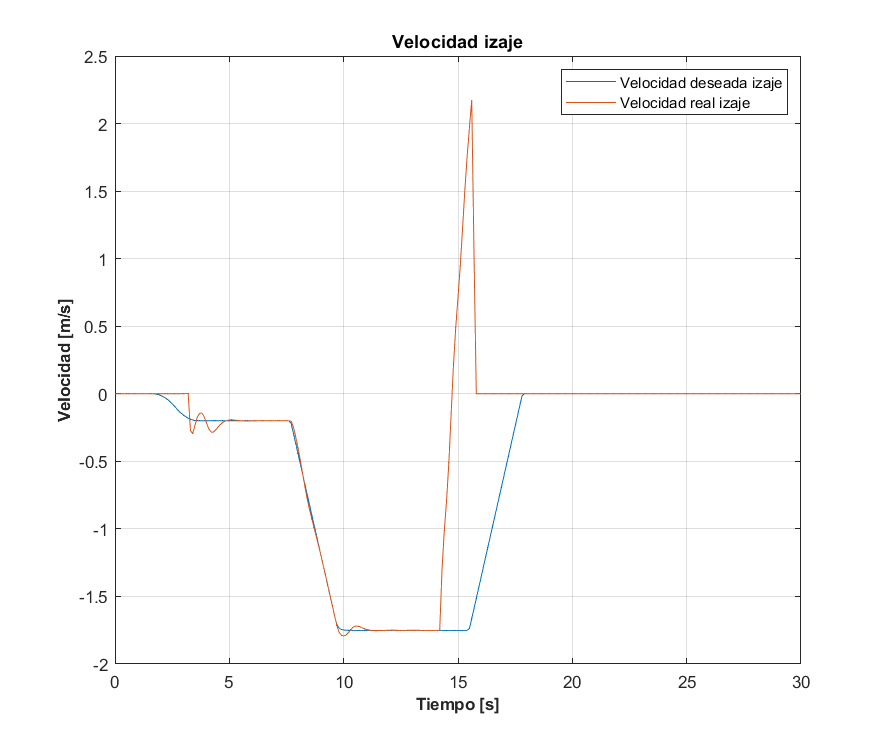 Velocidad izaje
Velocidad deseada izaje
Velocidad real izaje
Velocidad [m/s]
2.5
2
1.5
1
0.5
0
-0.5
-1
-1.5
-2
0 5 10 15 20 25 30
Tiempo [s]